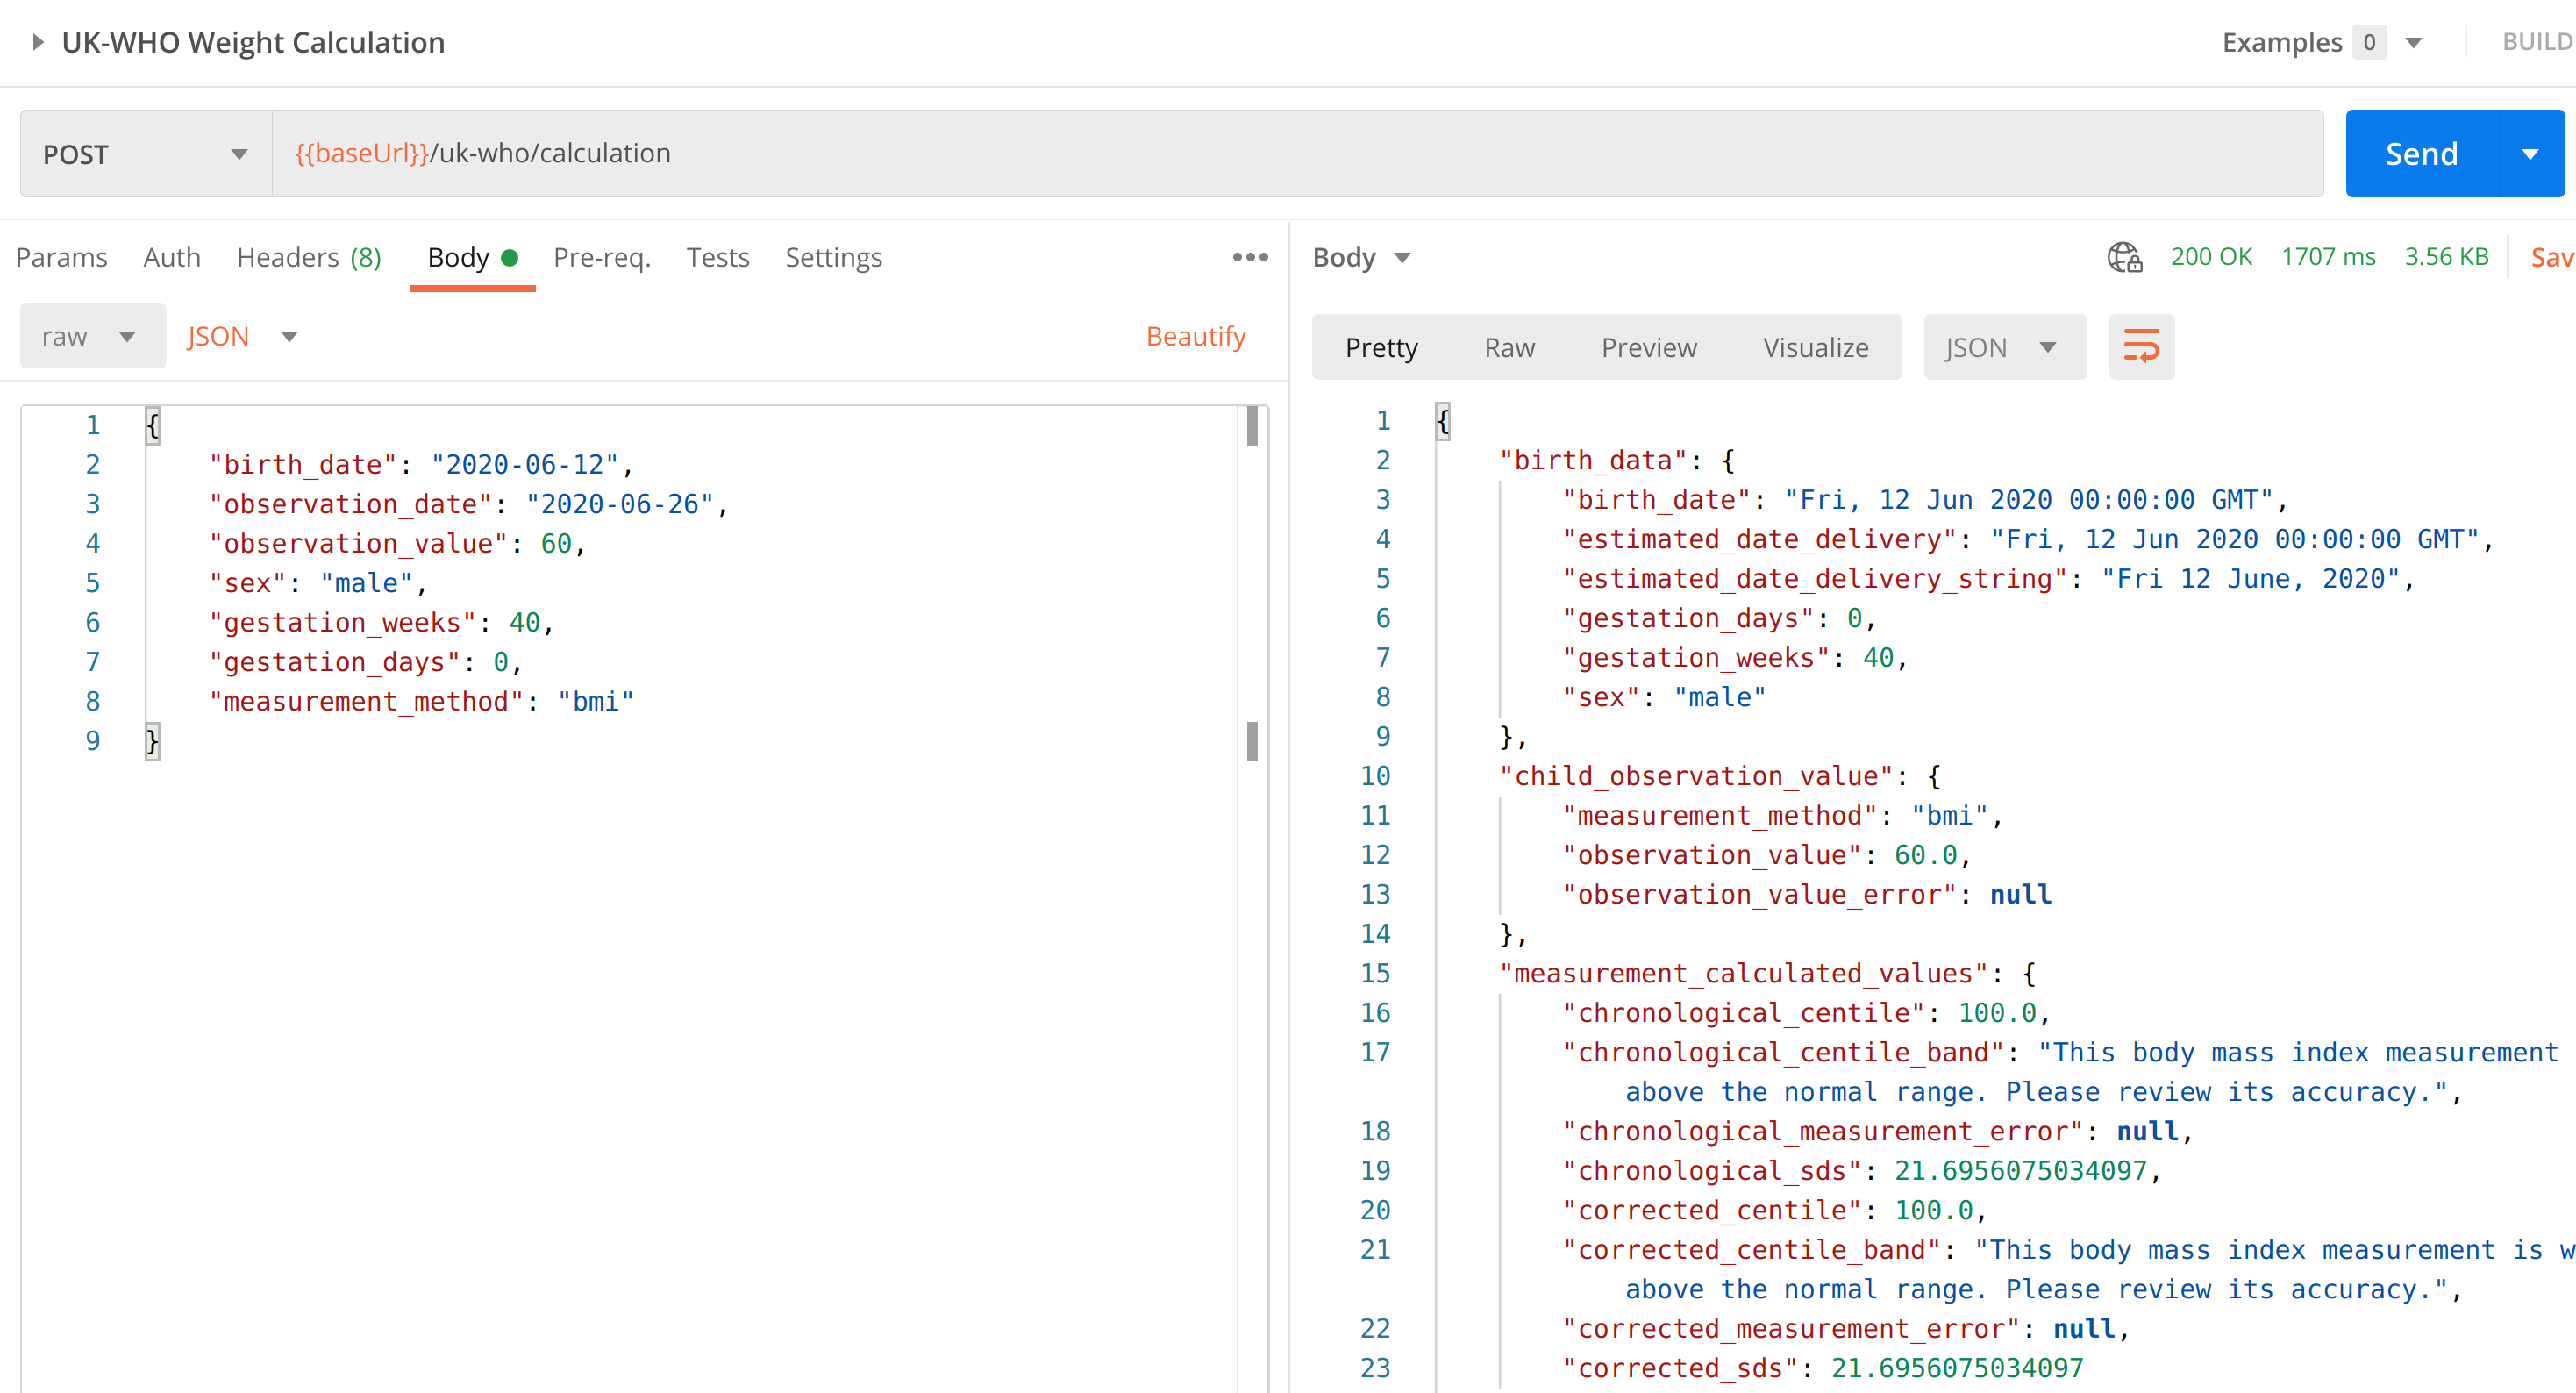 UK-WHO Weight Calculation
Examples 0
BUILD
POST
{{baseUrl}}/uk-who/calculation
Send
Params Auth Headers (8) Body Pre-req. Tests Settings
raw JSON Beautify
1 {
2 "birth_date": "2020-06-12",
3 "observation_date": "2020-06-26",
4 "observation_value": 60,
5 "sex": "male",
6 "gestation_weeks": 40,
7 "gestation_days": 0,
8 "measurement_method": "bmi"
9 }
Body 200 OK 1707 ms 3.56 KB Sav
Pretty Raw Preview Visualize JSON
1 {
2 "birth_data": {
3 "birth_date": "Fri, 12 Jun 2020 00:00:00 GMT",
4 "estimated_date_delivery": "Fri, 12 Jun 2020 00:00:00 GMT",
5 "estimated_date_delivery_string": "Fri 12 June, 2020",
6 "gestation_days": 0,
7 "gestation_weeks": 40,
8 "sex": "male"
9 },
10 "child_observation_value": {
11 "measurement_method": "bmi",
12 "observation_value": 60.0,
13 "observation_value_error": null
14 },
15 "measurement_calculated_values": {
16 "chronological_centile": 100.0,
17 "chronological_centile_band": "This body mass index measurement
above the normal range. Please review its accuracy.",
18 "chronological_measurement_error": null,
19 "chronological_sds": 21.6956075034097,
20 "corrected_centile": 100.0,
21 "corrected_centile_band": "This body mass index measurement is w
above the normal range. Please review its accuracy.",
22 "corrected_measurement_error": null,
23 "corrected_sds": 21.6956075034097